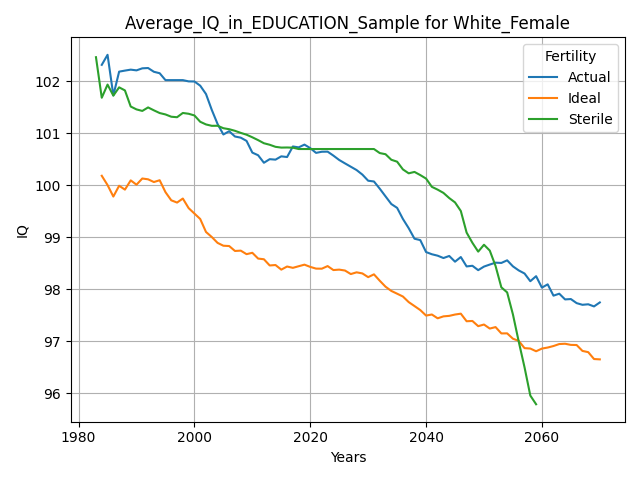 Average_IQ_in_EDUCATION_Sample for White_Female
Fertility
Actual
Ideal
Sterile
IQ
102
101
100
99
98
97
96
1980
2000
2020
2040
2060
Years